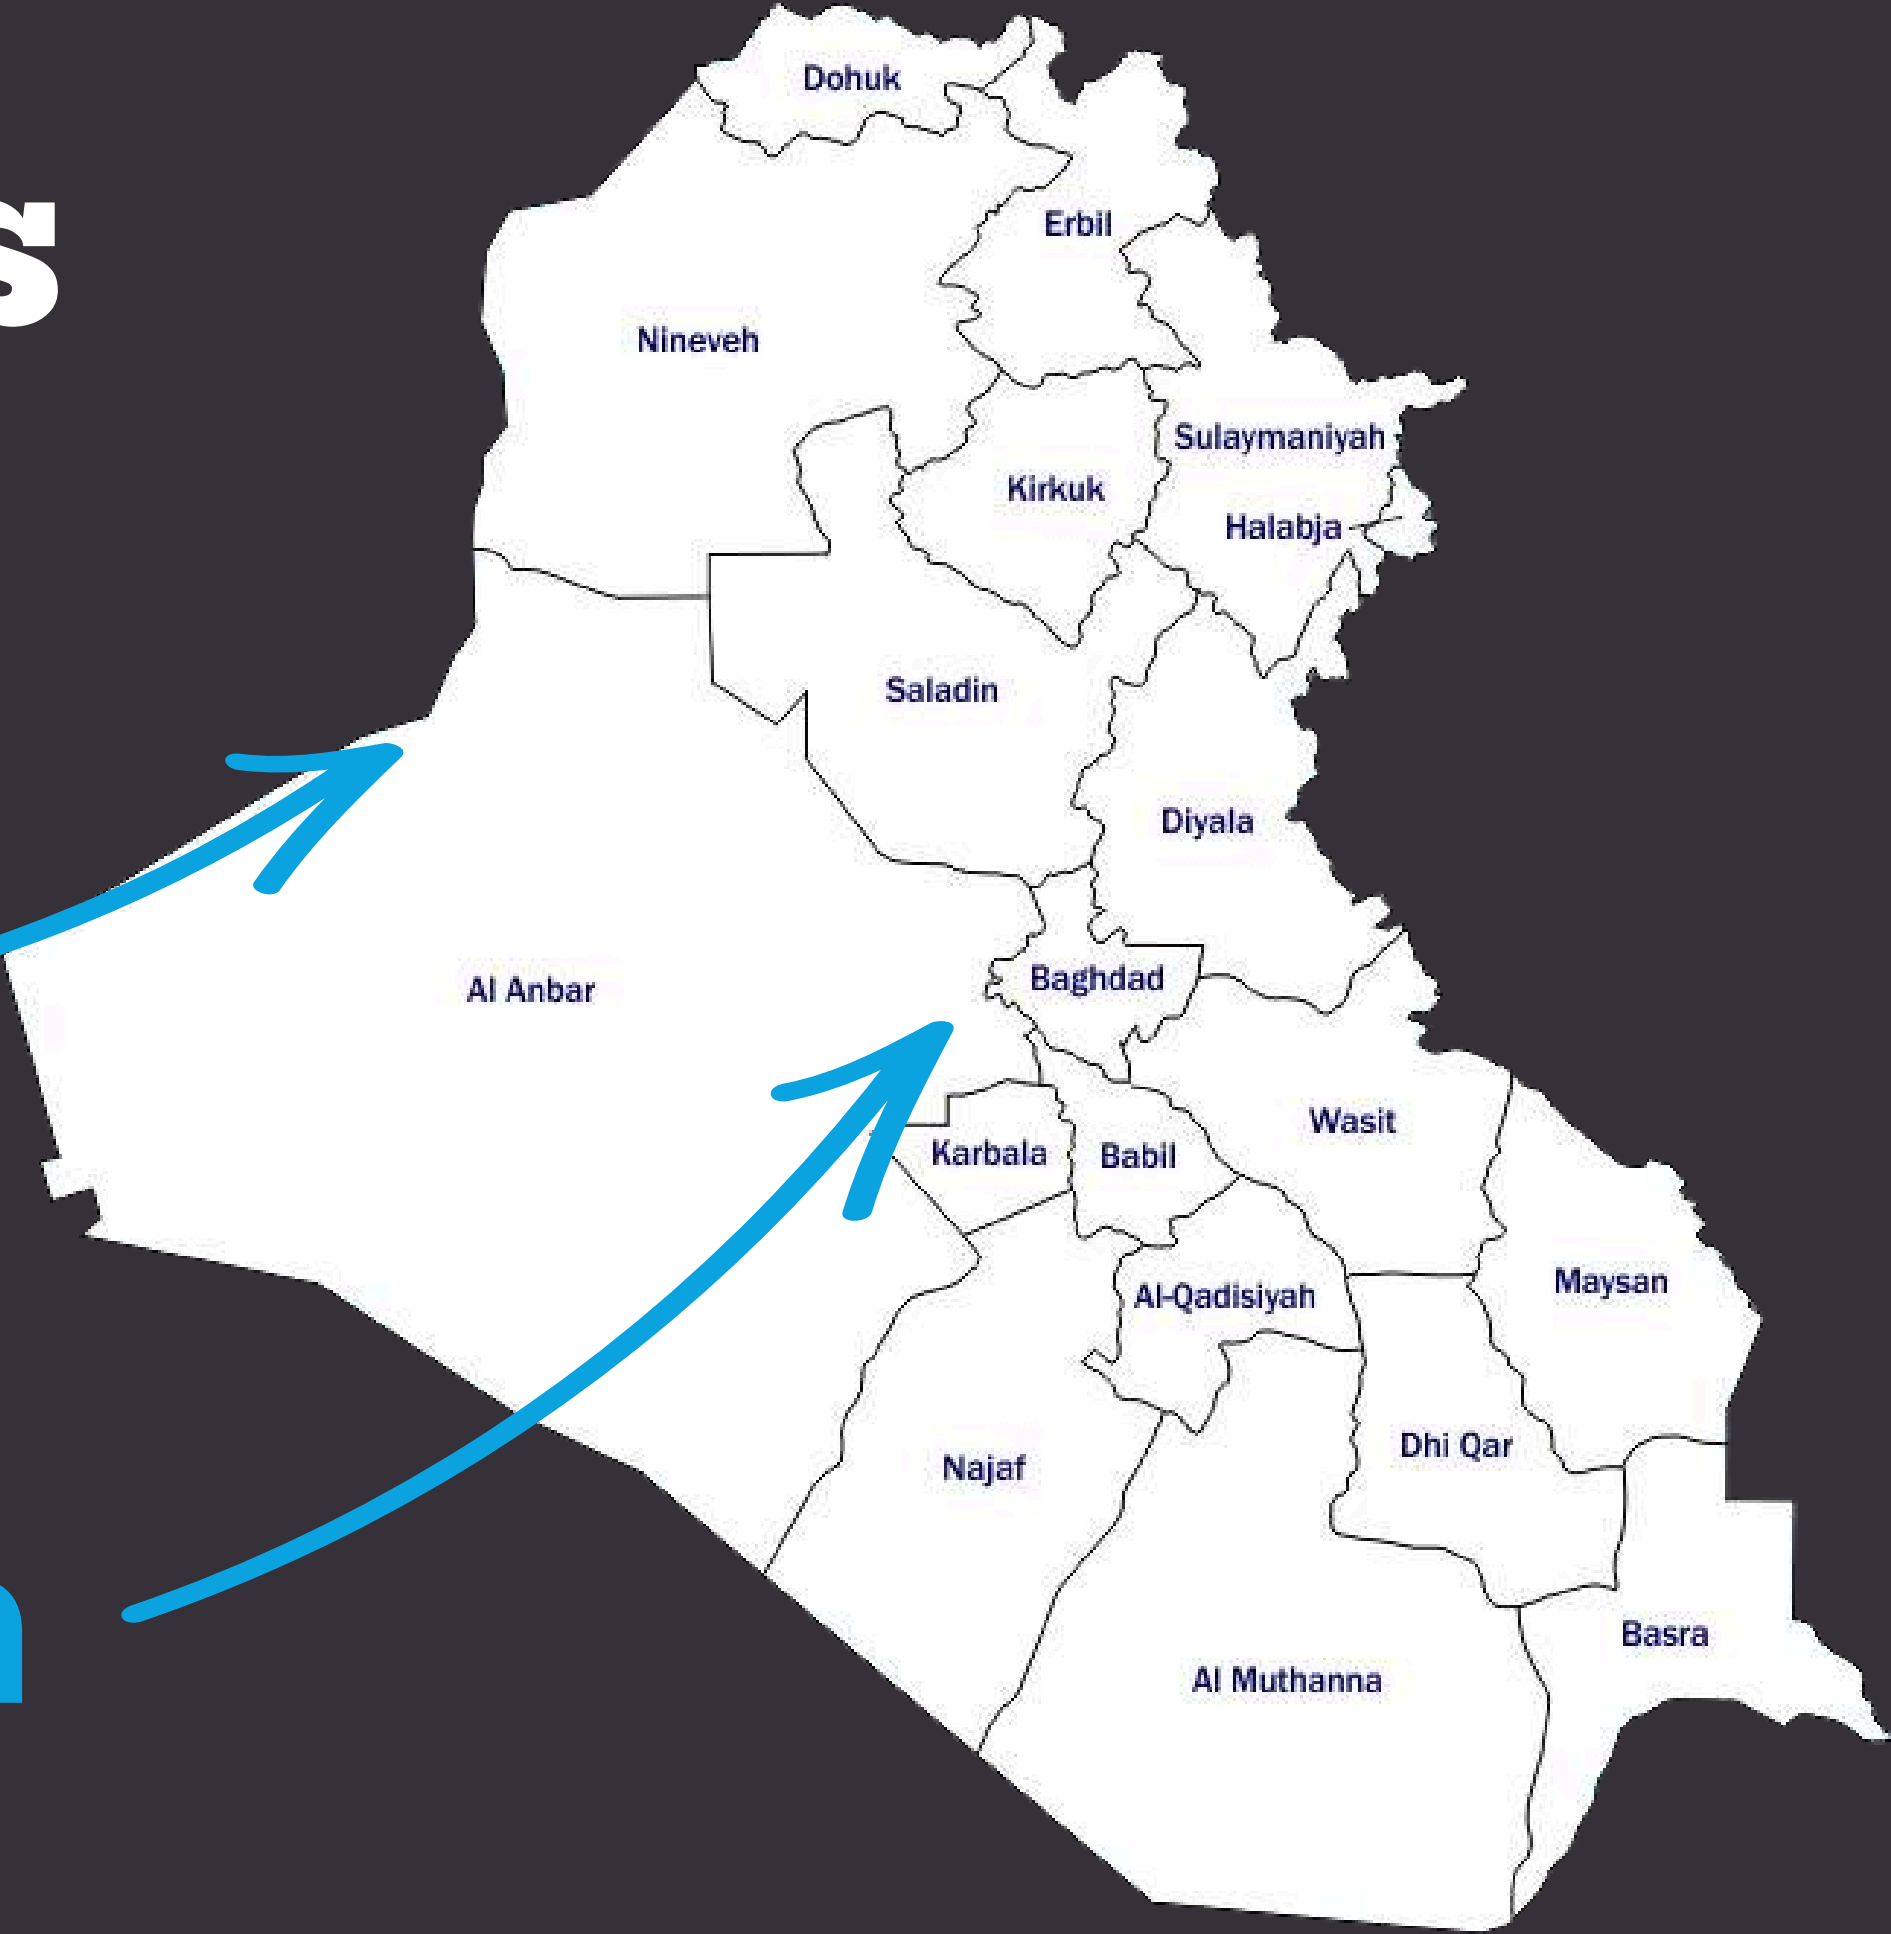 Dohuk
s
Erbil
Nineveh
Sulaymaniyah
Kirkuk
Halabja
Saladin
Diyala
Baghdad
Al Anbar
Wasit
Karbala
Babil
Maysan
Al-Qadisiyah
Dhi Qar
Najaf
Basra
Al Muthanna